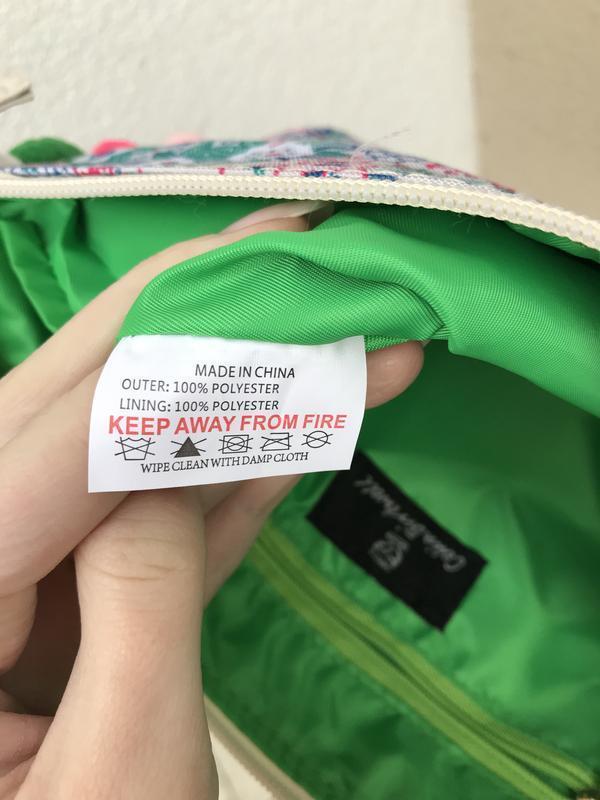 MADE IN CHINA
OUTER: 100% POLYESTER
LINING: 100% POLYESTER
KEEP AWAY FROM FIRE
WIPE CLEAN WITH DAMP CLOTH